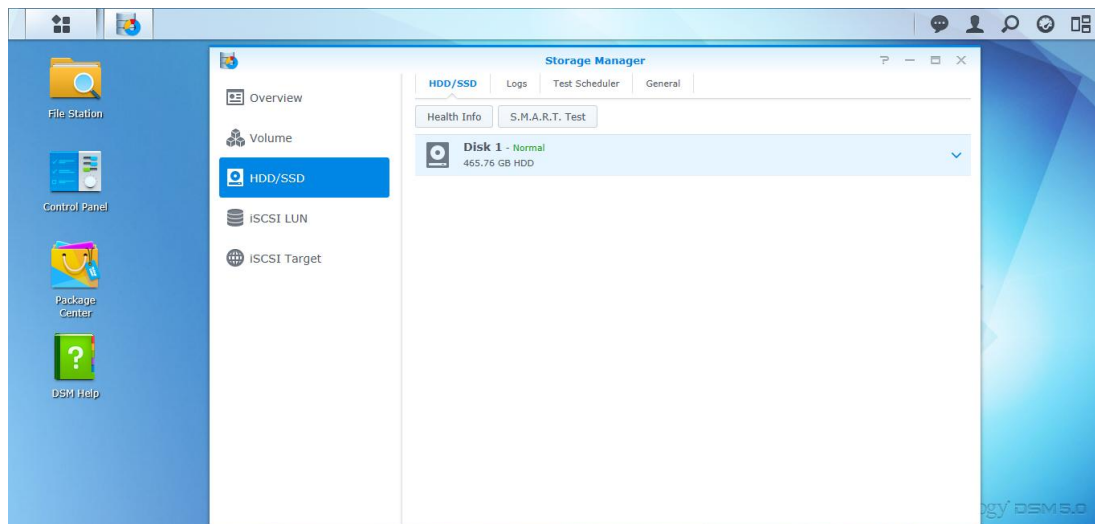 Storage Manager
File Station
Control Panel
Package
Center
DSM Help
Overview
Volume
HDD/SSD
iSCSI LUN
iSCSI Target
HDD/SSD Logs Test Scheduler General
Health Info S.M.A.R.T. Test
Disk 1 - Normal
465.76 GB HDD
ogy DSM 5.0